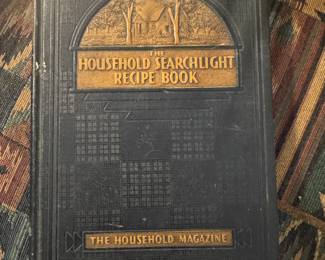 THE
HOUSEHOLD SEARCHLIGHT
RECIPE BOOK
THE HOUSEHOLD MAGAZINE